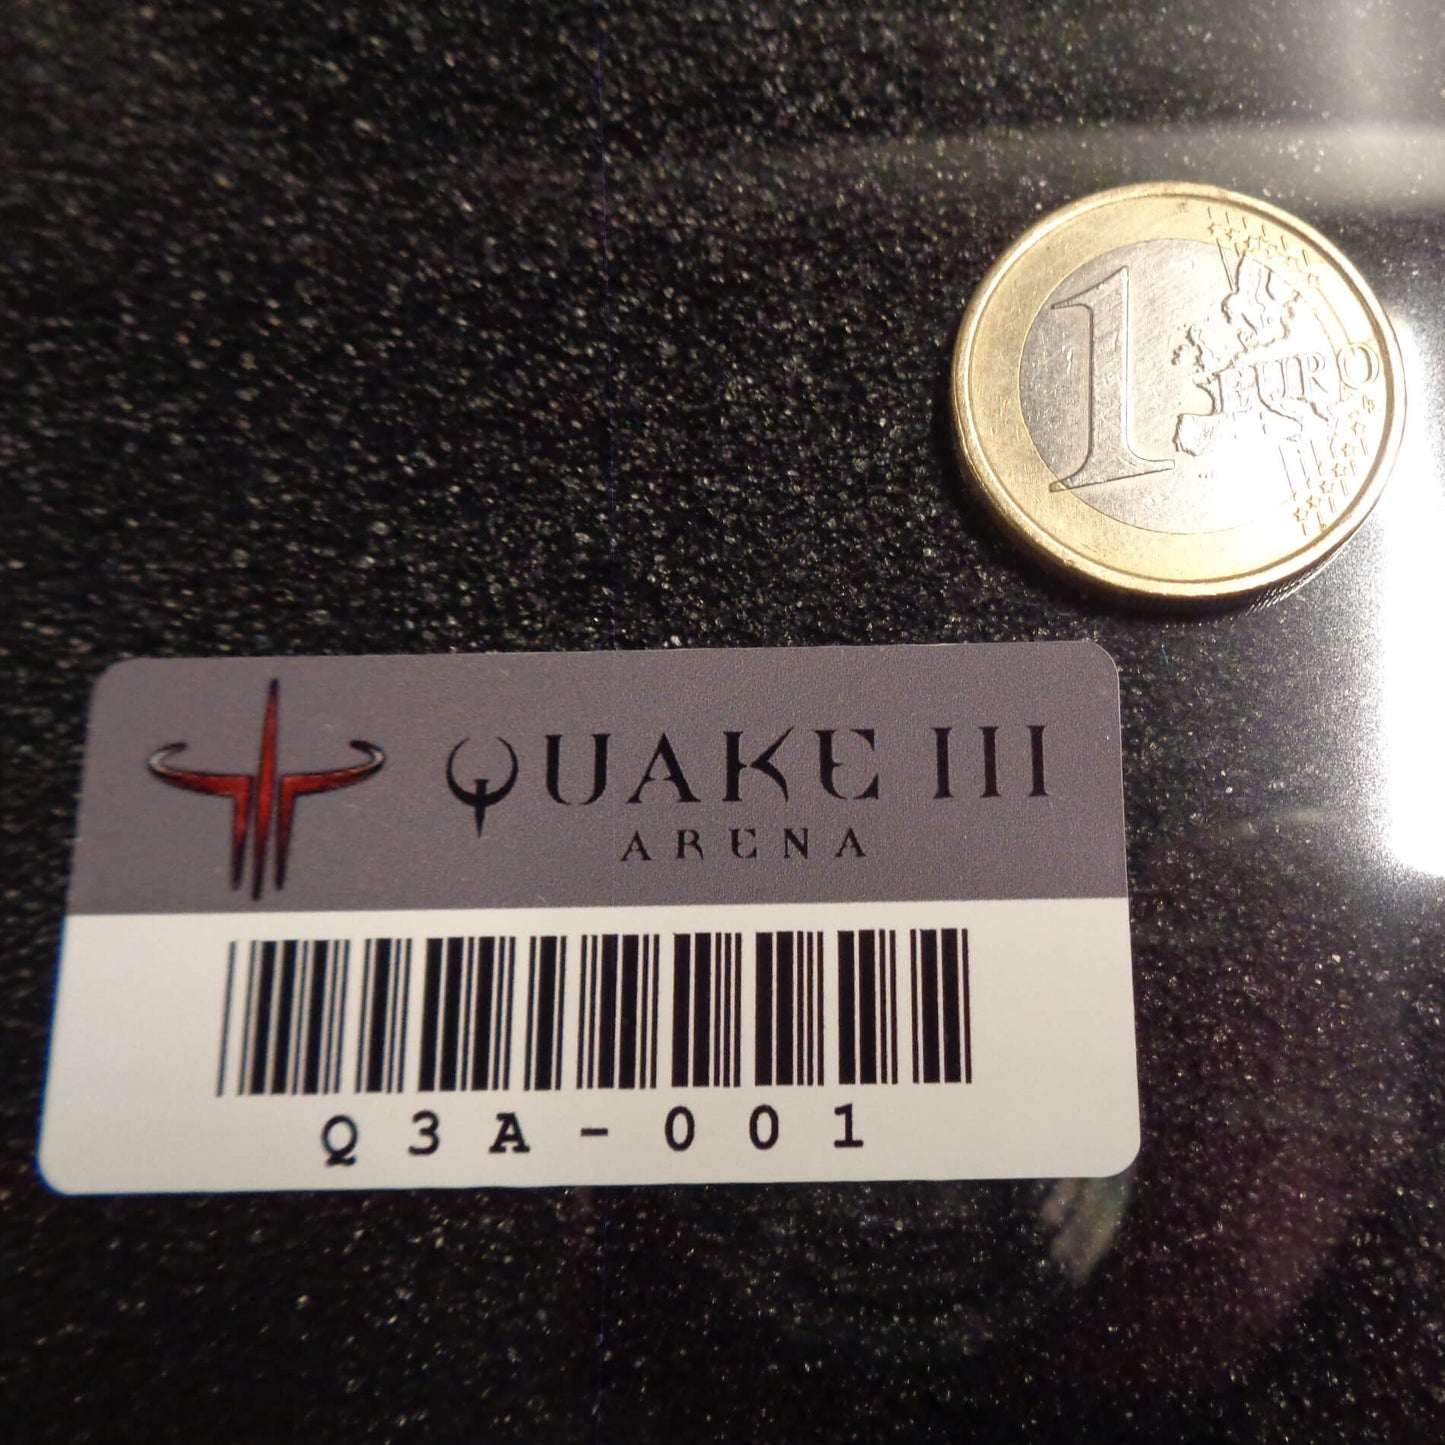 1 EURO
QUAKE III
ARENA
Q3A-001